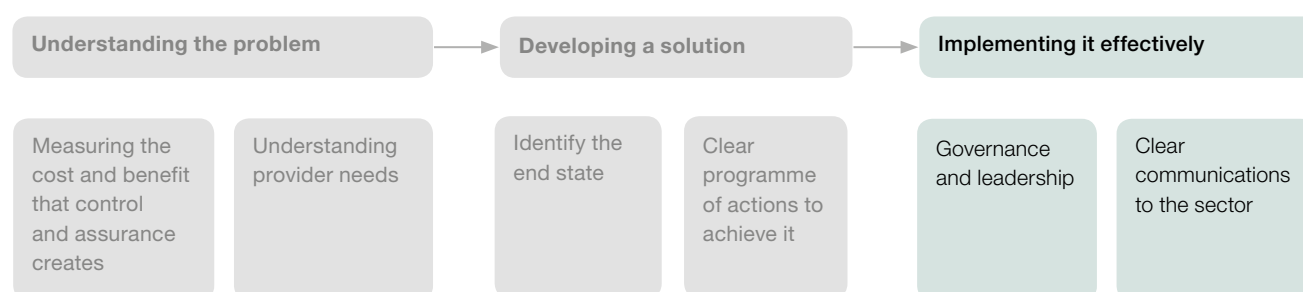 Understanding the problem
Developing a solution
Implementing it effectively
Measuring the
cost and benefit
that control
and assurance
creates
Understanding
provider needs
Identify the
end state
Clear
programme
of actions to
achieve it
Governance
and leadership
Clear
communications
to the sector